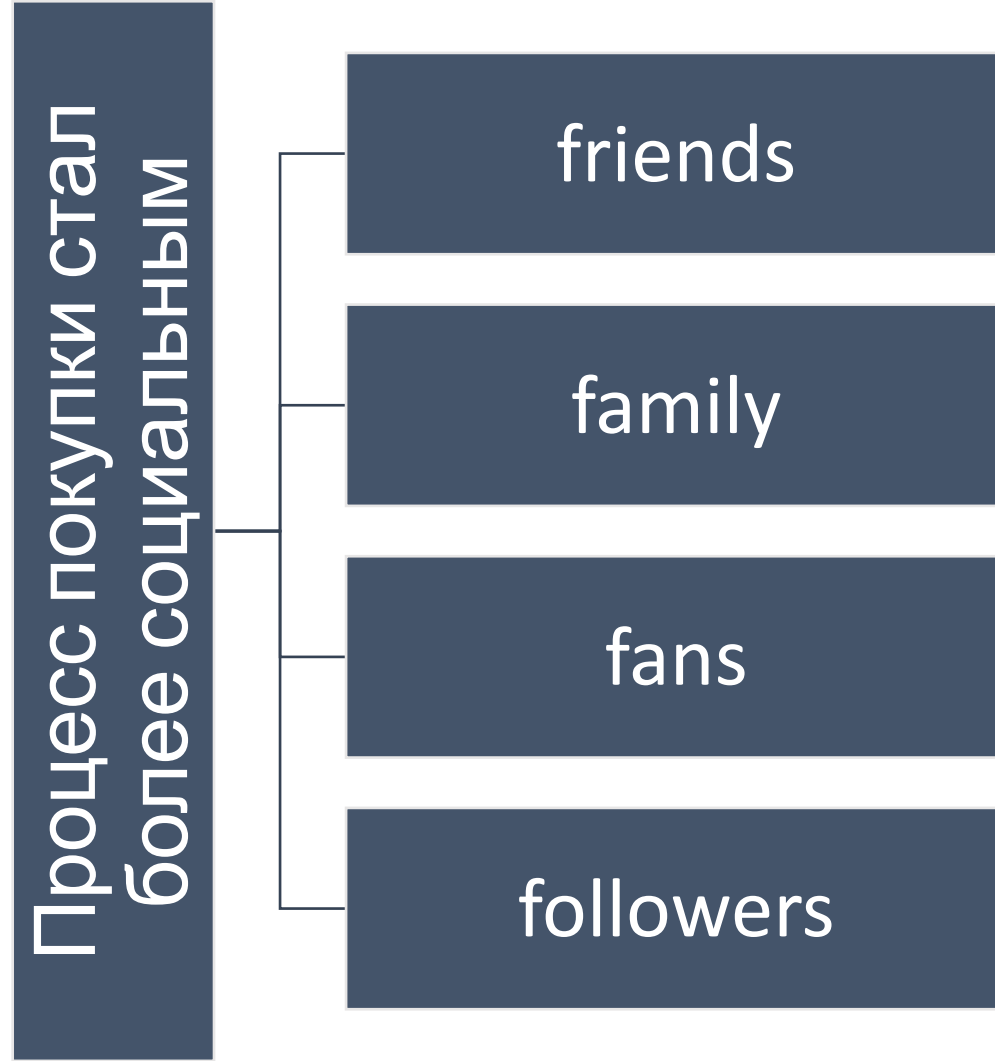 Процесс покупки стал
более социальным
friends
family
fans
followers